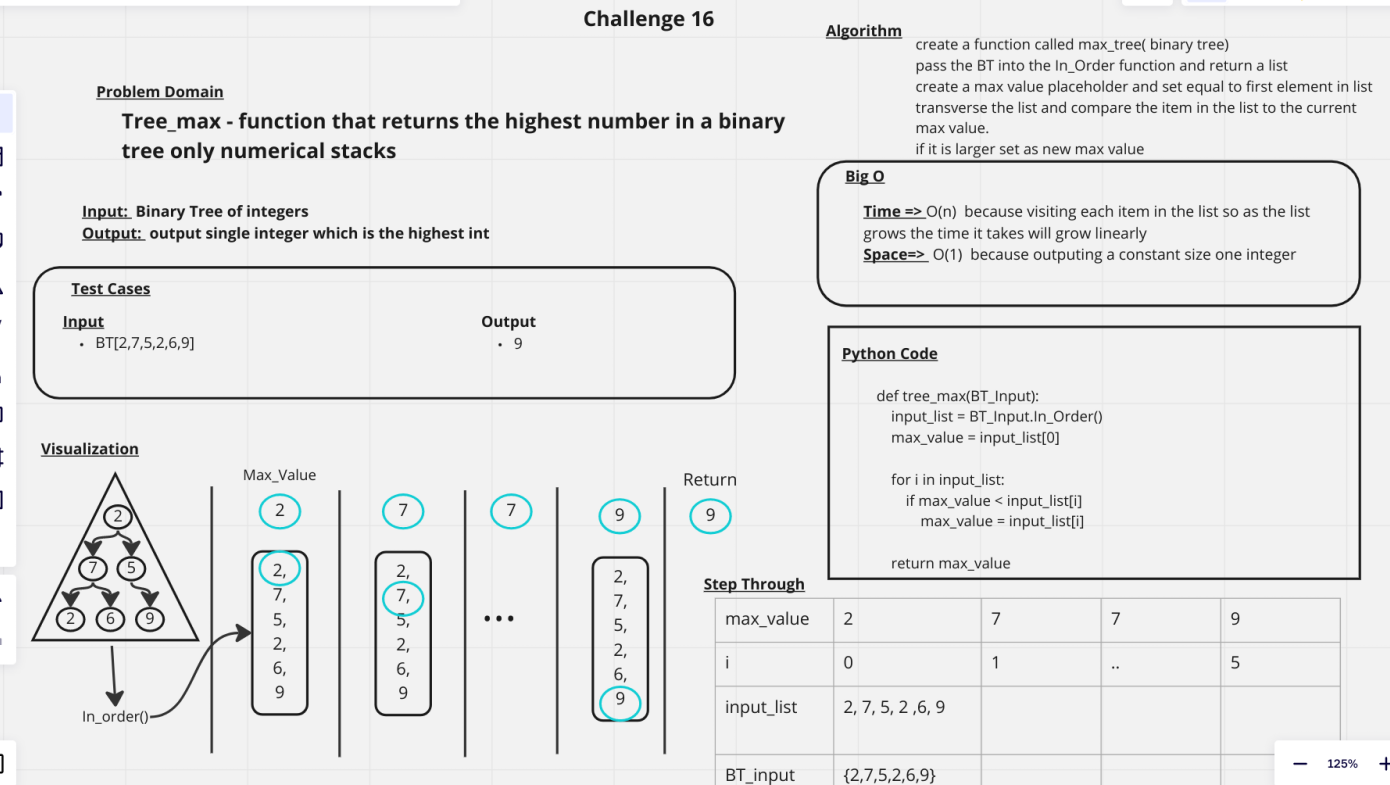 Challenge 16
Problem Domain
Tree_max - function that returns the highest number in a binary
tree only numerical stacks
Input: Binary Tree of integers
Output: output single integer which is the highest int
Test Cases
Input
Output
• BT[2,7,5,2,6,9]
• 9
Visualization
2
7 5
2 6 9
In_order()
Max_Value
2
2,
7,
5,
2,
6,
9
7
2,
7,
5,
2,
6,
9
7
...
9
2,
7,
5,
2,
6,
9
Return
9
Algorithm
create a function called max_tree( binary tree)
pass the BT into the In_Order function and return a list
create a max value placeholder and set equal to first element in list
transverse the list and compare the item in the list to the current
max value.
if it is larger set as new max value
Big O
Time => O(n) because visiting each item in the list so as the list
grows the time it takes will grow linearly
Space=> O(1) because outputing a constant size one integer
Python Code
def tree_max(BT_Input):
input_list = BT_Input.In_Order()
max_value = input_list[0]
for i in input_list:
if max_value < input_list[i]
max_value = input_list[i]
return max_value
Step Through
max_value 2 7 7 9
i 0 1 .. 5
input_list 2, 7, 5, 2 ,6, 9
BT_input {2,7,5,2,6,9}
125%